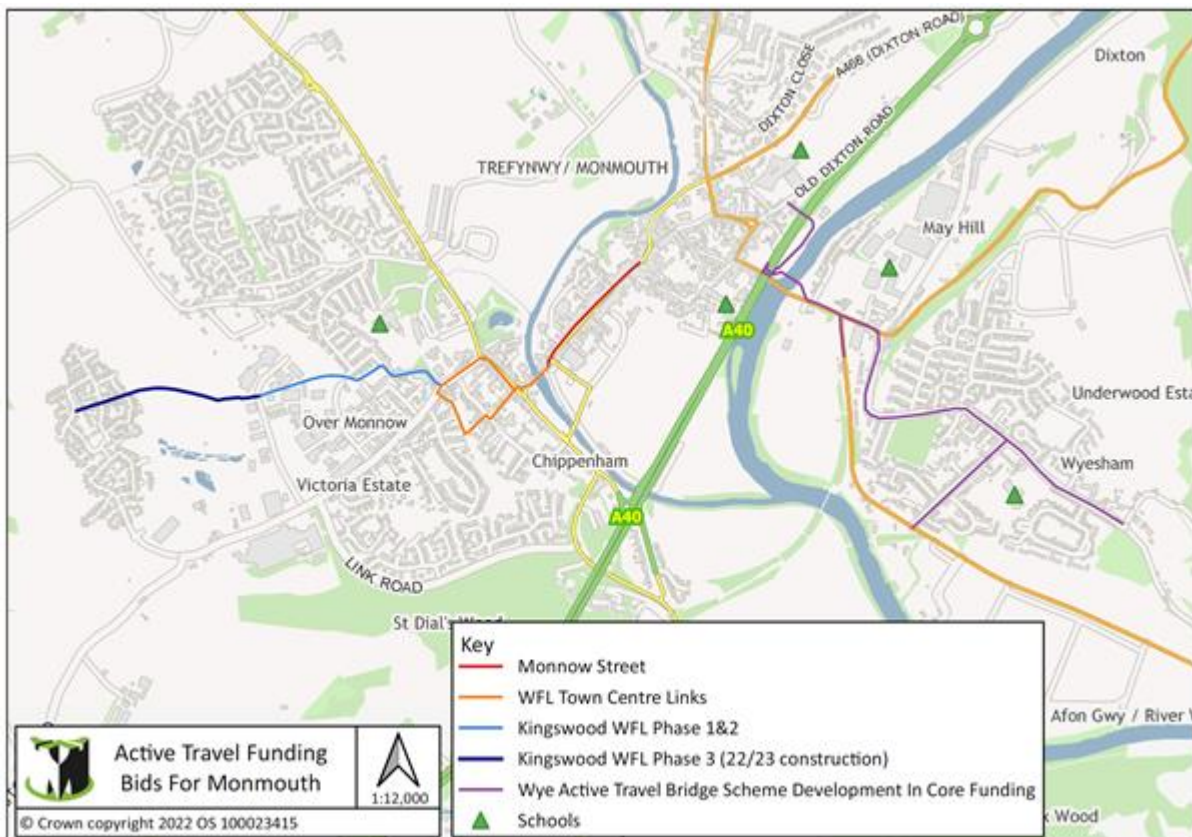 Dixton
A466 (DIXTON ROAD)
DIXTON CLOSE
OLD DIXTON ROAD
TREFYNWY/ MONMOUTH
May Hill
A40
Underwood Esta
Over Monnow
Wyesham
Chippenham
Victoria Estate
A40
LINK ROAD
St Dial's Wood
Afon Gwy / River W
k Wood
Key
Monnow Street
WFL Town Centre Links
Kingswood WFL Phase 1&2
Kingswood WFL Phase 3 (22/23 construction)
Wye Active Travel Bridge Scheme Development In Core Funding
Schools
Active Travel Funding
Bids For Monmouth
1:12,000
© Crown copyright 2022 OS 100023415